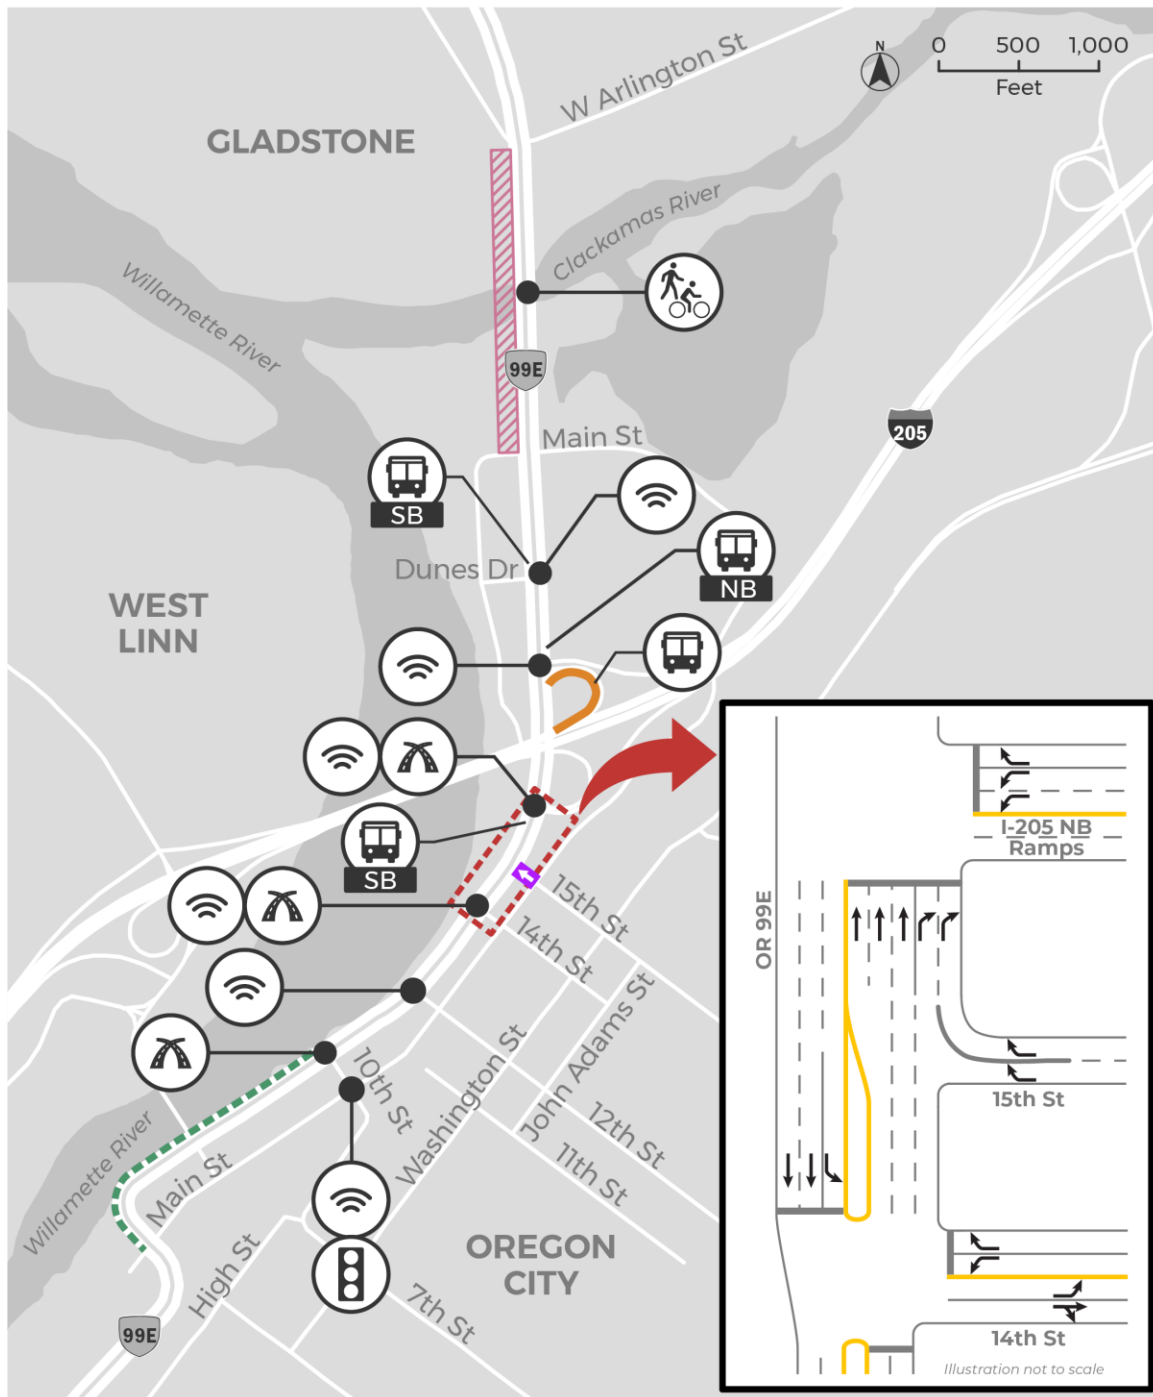 N
0 500 1,000
Feet
W Arlington St
GLADSTONE
Clackamas River
Willamette
River
99E
205
Main St
SB
Dunes Dr
NB
WEST
LINN
SB
15th St
14th St
John Adams St
Washington St
10th St
12th St
11th St
Willamette River
Main St
High St
OREGON
CITY
7th St
99E
I-205 NB
Ramps
OR 99E
15th St
14th St
Illustration not to scale